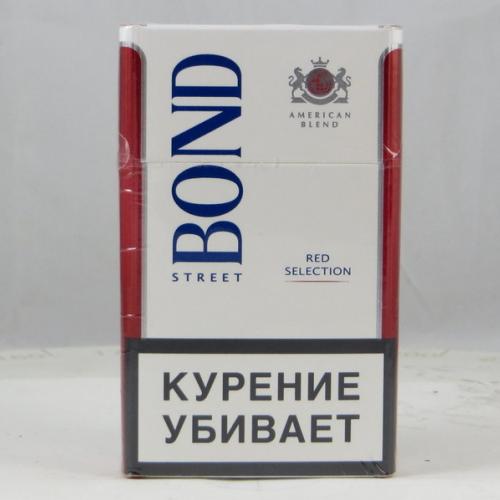 BOND
STREET
AMERICAN
BLEND
RED
SELECTION
КУРЕНИЕ
УБИВАЕТ